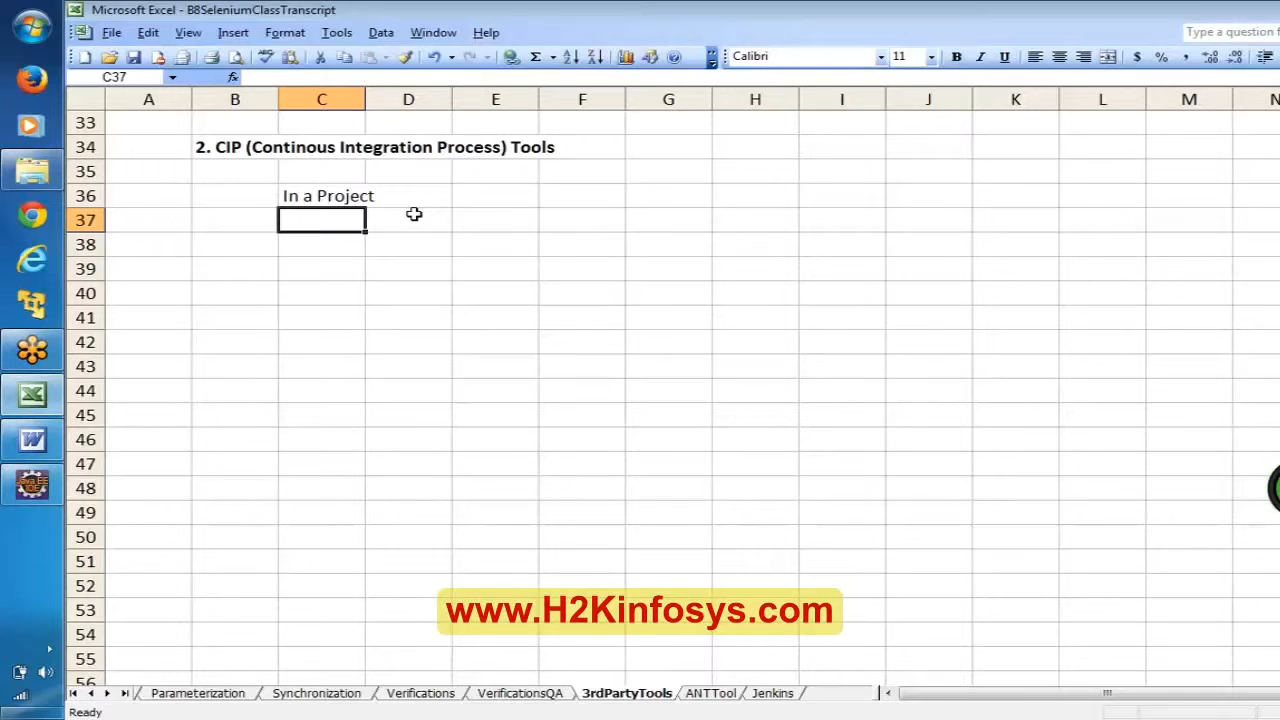 Microsoft Excel - B8SeleniumClassTranscript
File Edit View Insert Format Tools Data Window Help
Type a question f
Calibri 11 B I U $ % ,
C37 fx
A B C D E F G H I J K L M N
33
34 2. CIP (Continous Integration Process) Tools
35
36 In a Project
37
38
39
40
41
42
43
44
45
46
47
48
49
50
51
52
53
54
55
56
www.H2Kinfosys.com
Parameterization Synchronization Verifications VerificationsQA 3rdPartyTools ANTTool Jenkins
Ready